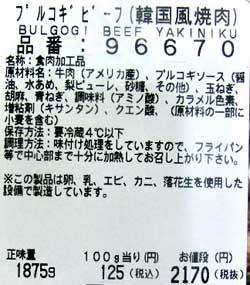 プルコギビーフ(韓国風焼肉)
BULGOGI BEEF YAKINIKU
品番: 96670
名称:食肉加工品
原材料名:牛肉(アメリカ産)、プルコギソース(醤
油、水あめ、梨ピューレ、砂糖、その他)、玉ねぎ、
胡麻、青ねぎ、調味料(アミノ酸)、カラメル色素、
増粘剤(キサンタン)、クエン酸、(原材料の一部に
小麦を含む)
保存方法:要冷蔵4℃以下
調理方法:味付け処理をしていますので、フライパン
等で中心部まで十分に加熱してお召し上がり下さい。
※この製品は卵、乳、エビ、カニ、落花生を使用した
設備で製造しています。
正味量 100g当り(円) お値段(円)
1875g 125(税込) 2170(税抜)